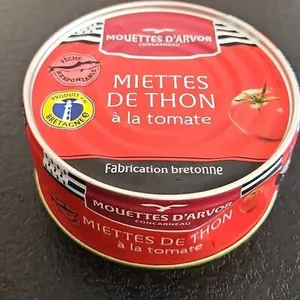 MOUETTES D'ARVOR
CONCARNEAU
PÊCHE
RESPONSABLE
MIETTES
DE THON
à la tomate
PRODUIT EN
BRETAGNE
Fabrication bretonne
MOUETTES D'ARVOR
CONCARNEAU
MIETTES DE THON
à la tomate